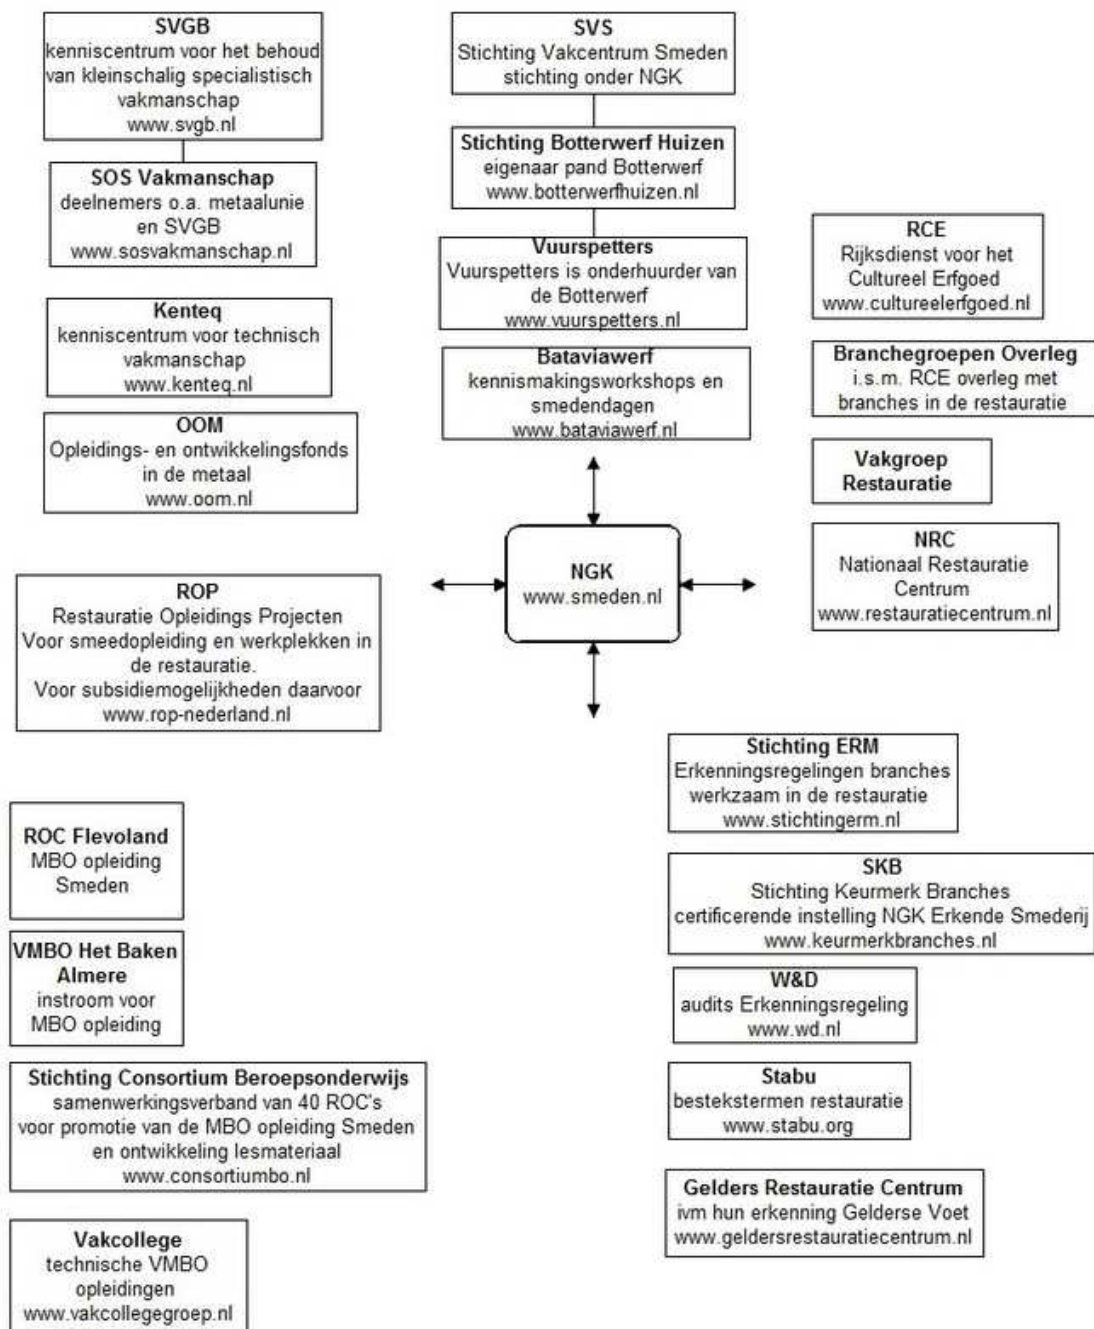 SVGB
kenniscentrum voor het behoud
van kleinschalig specialistisch
vakmanschap
www.svgb.nl
SOS Vakmanschap
deelnemers o.a. metaalunie
en SVGB
www.sosvakmanschap.nl
Kenteq
kenniscentrum voor technisch
vakmanschap
www.kenteq.nl
OOM
Opleidings- en ontwikkelingsfonds
in de metaal
www.oom.nl
ROP
Restauratie Opleidings Projecten
Voor smeedopleiding en werkplekken in
de restauratie.
Voor subsidiemogelijkheden daarvoor
www.rop-nederland.nl
SVS
Stichting Vakcentrum Smeden
stichting onder NGK
Stichting Botterwerf Huizen
eigenaar pand Botterwerf
www.botterwerfhuizen.nl
Vuurspetters
Vuurspetters is onderhuurder van
de Botterwerf
www.vuurspetters.nl
Bataviawerf
kennismakingsworkshops en
smedendagen
www.bataviawerf.nl
NGK
www.smeden.nl
RCE
Rijksdienst voor het
Cultureel Erfgoed
www.cultureelerfgoed.nl
Branchegroepen Overleg
i.s.m. RCE overleg met
branches in de restauratie
Vakgroep
Restauratie
NRC
Nationaal Restauratie
Centrum
www.restauratiecentrum.nl
ROC Flevoland
MBO opleiding
Smeden
VMBO Het Baken
Almere
instroom voor
MBO opleiding
Stichting Consortium Beroepsonderwijs
samenwerkingsverband van 40 ROC's
voor promotie van de MBO opleiding Smeden
en ontwikkeling lesmateriaal
www.consortiumbo.nl
Vakcollege
technische VMBO
opleidingen
www.vakcollegegroep.nl
Stichting ERM
Erkenningsregelingen branches
werkzaam in de restauratie
www.stichtingerm.nl
SKB
Stichting Keurmerk Branches
certificerende instelling NGK Erkende Smederij
www.keurmerkbranches.nl
W&D
audits Erkenningsregeling
www.wd.nl
Stabu
bestekstermen restauratie
www.stabu.org
Gelders Restauratie Centrum
ivm hun erkenning Gelderse Voet
www.geldersrestauratiecentrum.nl